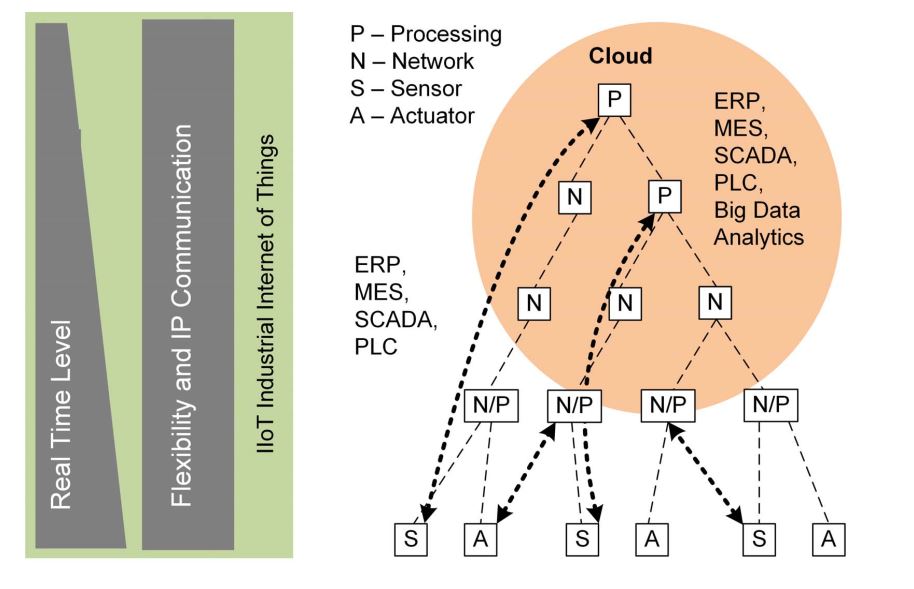 Real Time Level
Flexibility and IP Communication
IIoT Industrial Internet of Things
P – Processing
N – Network
S – Sensor
A – Actuator
Cloud
P
ERP,
MES,
SCADA,
PLC,
Big Data
Analytics
N
P
ERP,
MES,
SCADA,
PLC
N
N
N
N/P
N/P
N/P
N/P
S
A
S
A
S
A